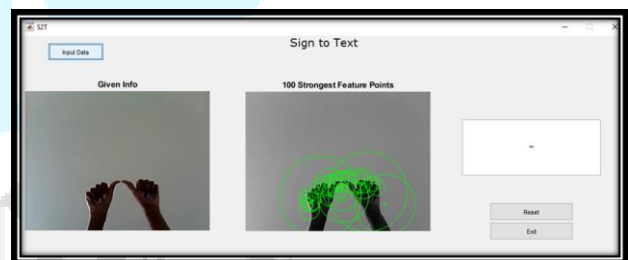 S2T
Sign to Text
Input Data
Given Info
100 Strongest Feature Points
Reset
Exit